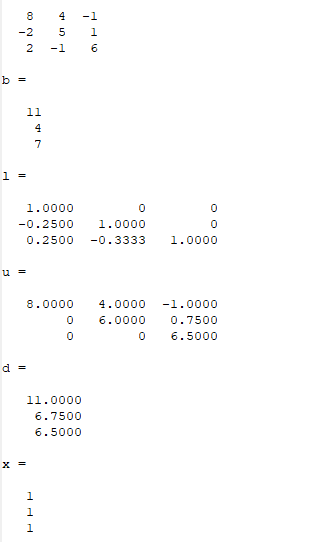 8 4 -1
-2 5 1
2 -1 6
b =
11
4
7
l =
1.0000 0 0
-0.2500 1.0000 0
0.2500 -0.3333 1.0000
u =
8.0000 4.0000 -1.0000
0 6.0000 0.7500
0 0 6.5000
d =
11.0000
6.7500
6.5000
x =
1
1
1